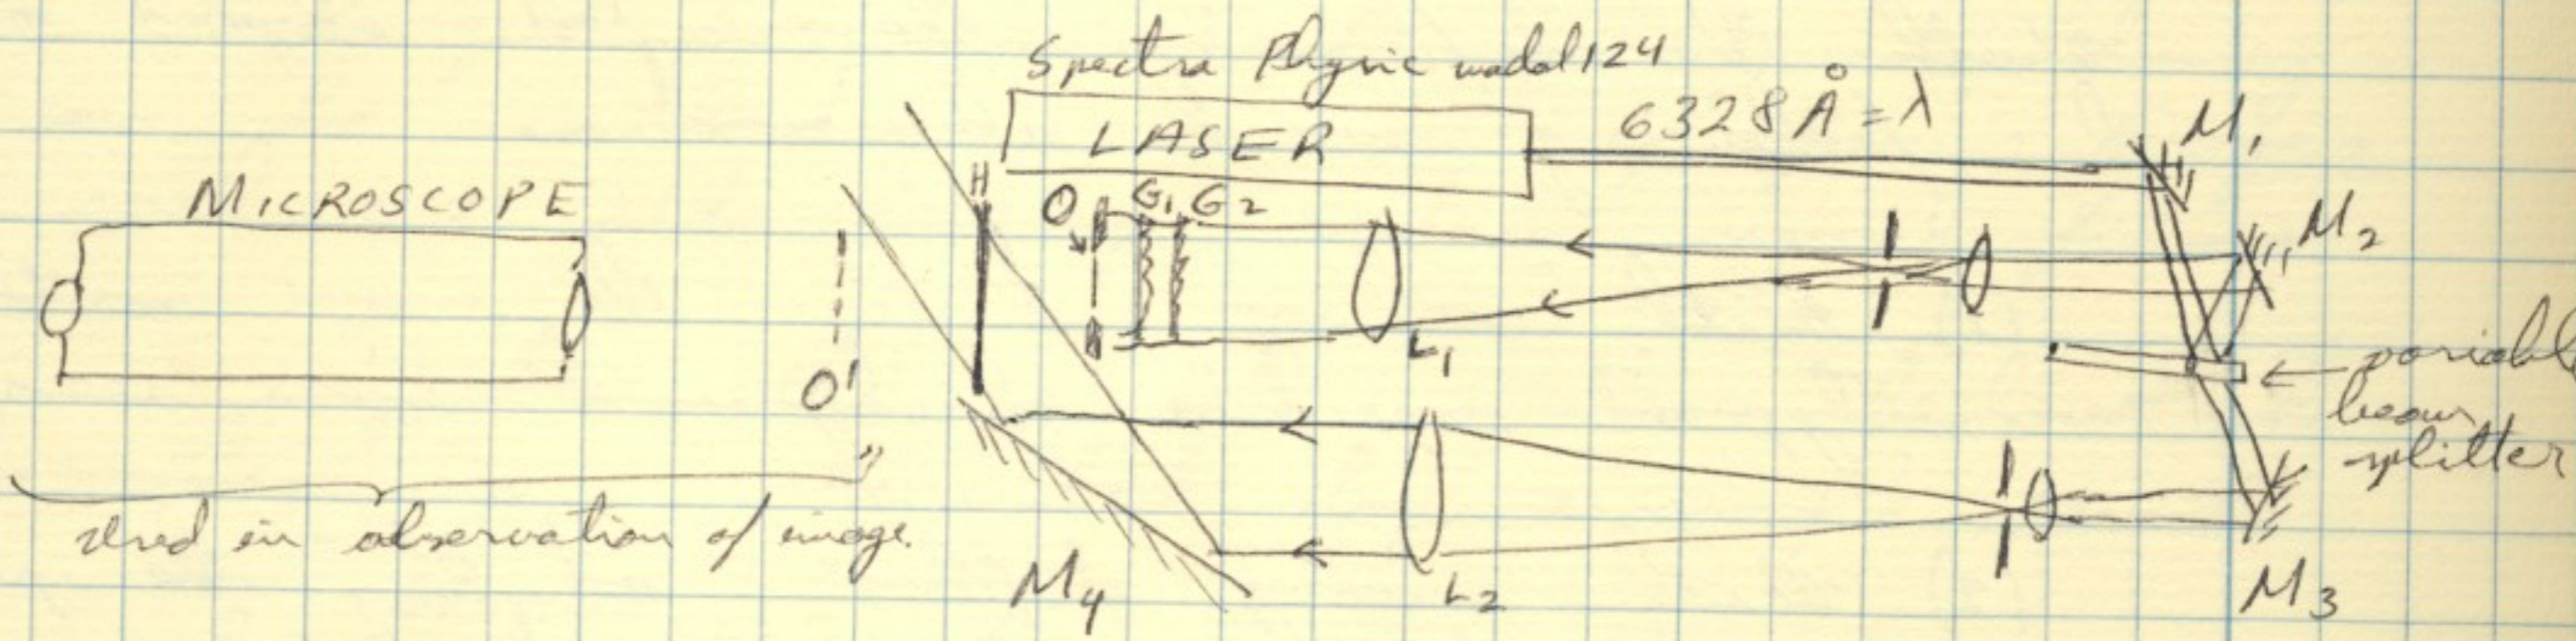 Spectra Physic model 124
LASER
6328 Å = λ
M1
MICROSCOPE
H
O
G1 G2
M2
L1
O'
variable
beam
splitter
"
used in observation of image.
M4
L2
M3